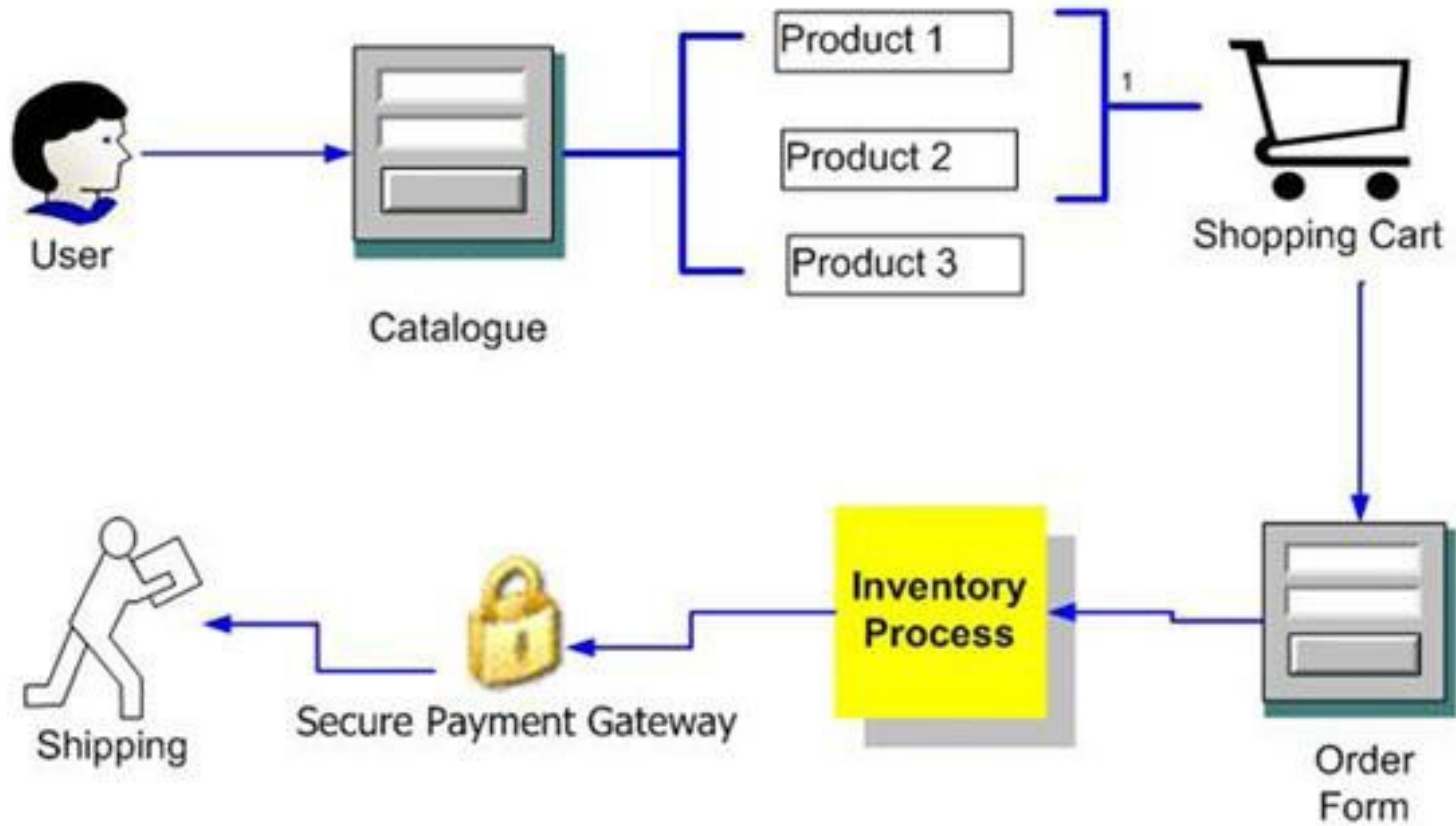 Product 1
1
Product 2
Product 3
User
Catalogue
Shopping Cart
Inventory
Process
Secure Payment Gateway
Shipping
Order
Form